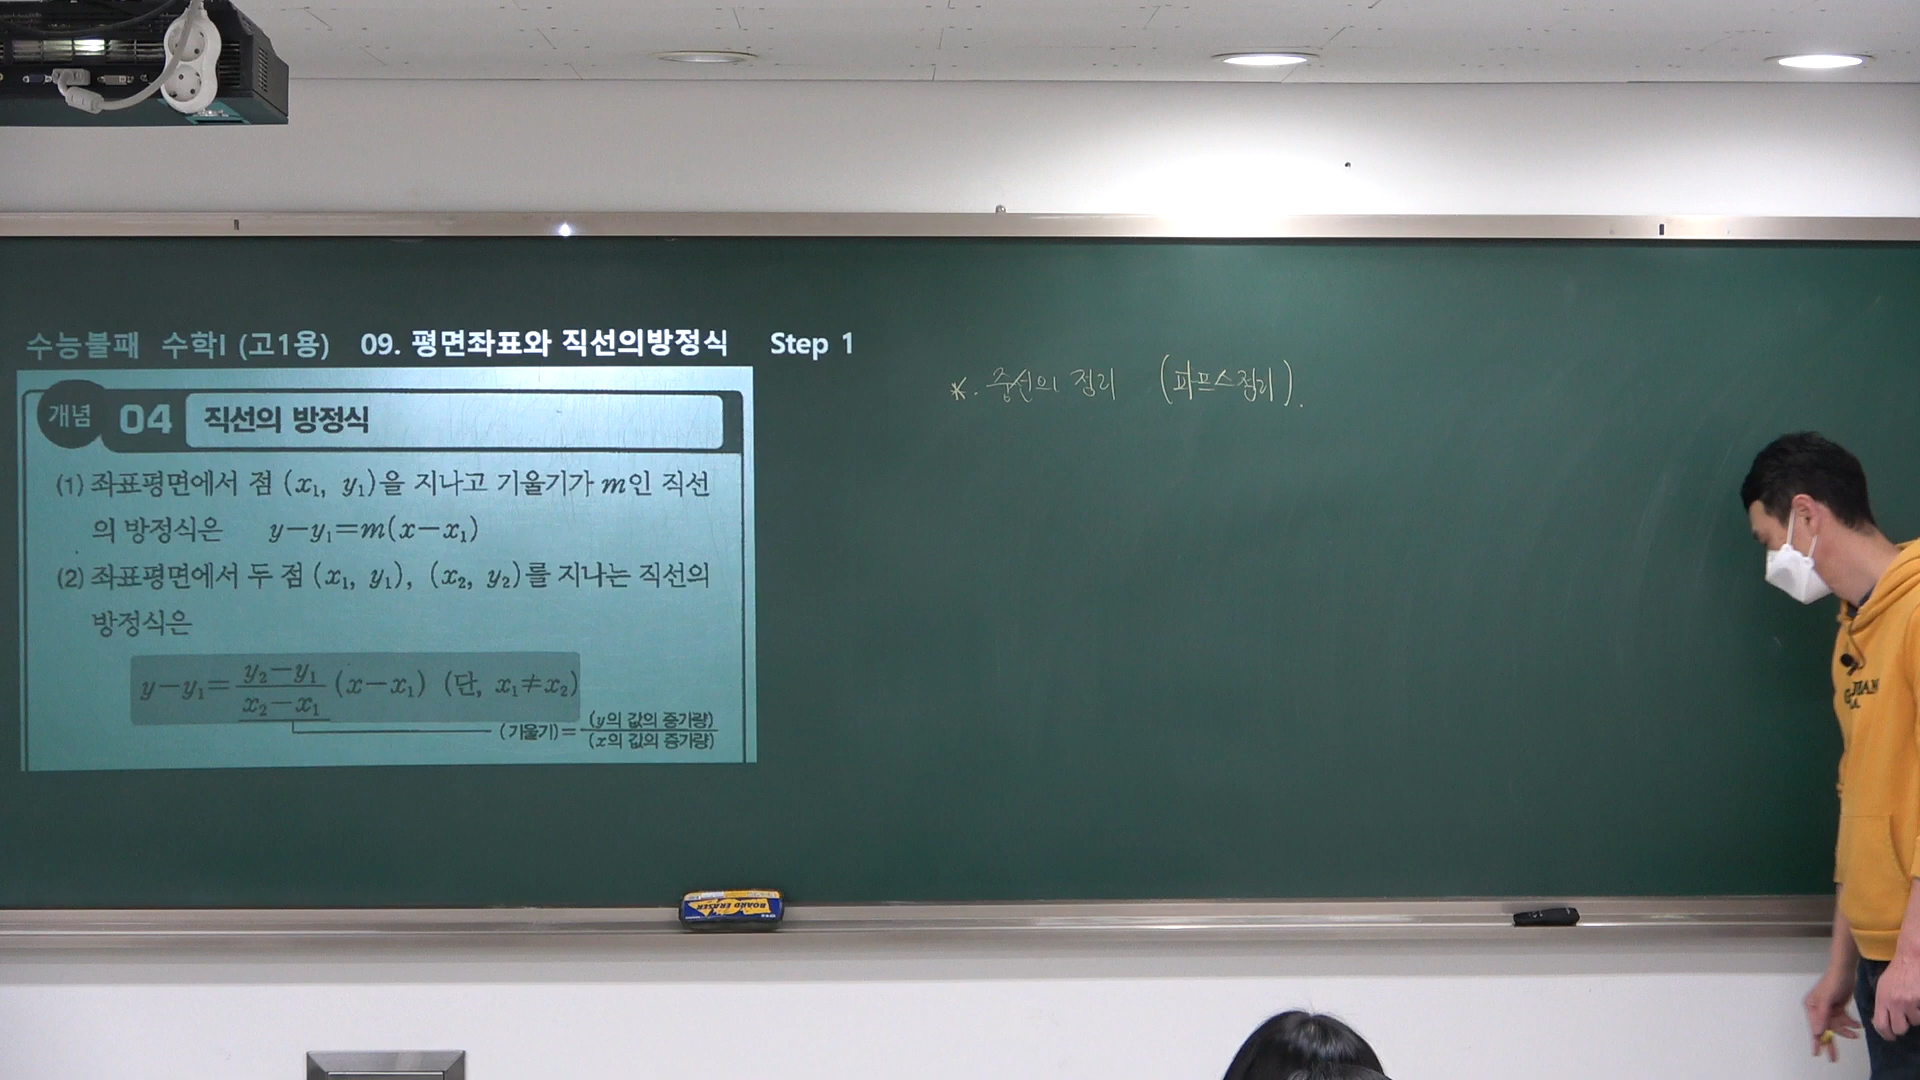 수능불패 수학I (고1용) 09. 평면좌표와 직선의방정식 Step 1
개념 04 직선의 방정식
(1) 좌표평면에서 점 (x₁, y₁)을 지나고 기울기가 m인 직선
의 방정식은 y－y₁=m(x－x₁)
(2) 좌표평면에서 두 점 (x₁, y₁), (x₂, y₂)를 지나는 직선의
방정식은
y－y₁= (y₂－y₁)/(x₂－x₁) (x－x₁) (단, x₁≠x₂)
(기울기)= (y의 값의 증가량)/(x의 값의 증가량)
*. 중선의 정리 (파프스정리).
BOARD ERASER